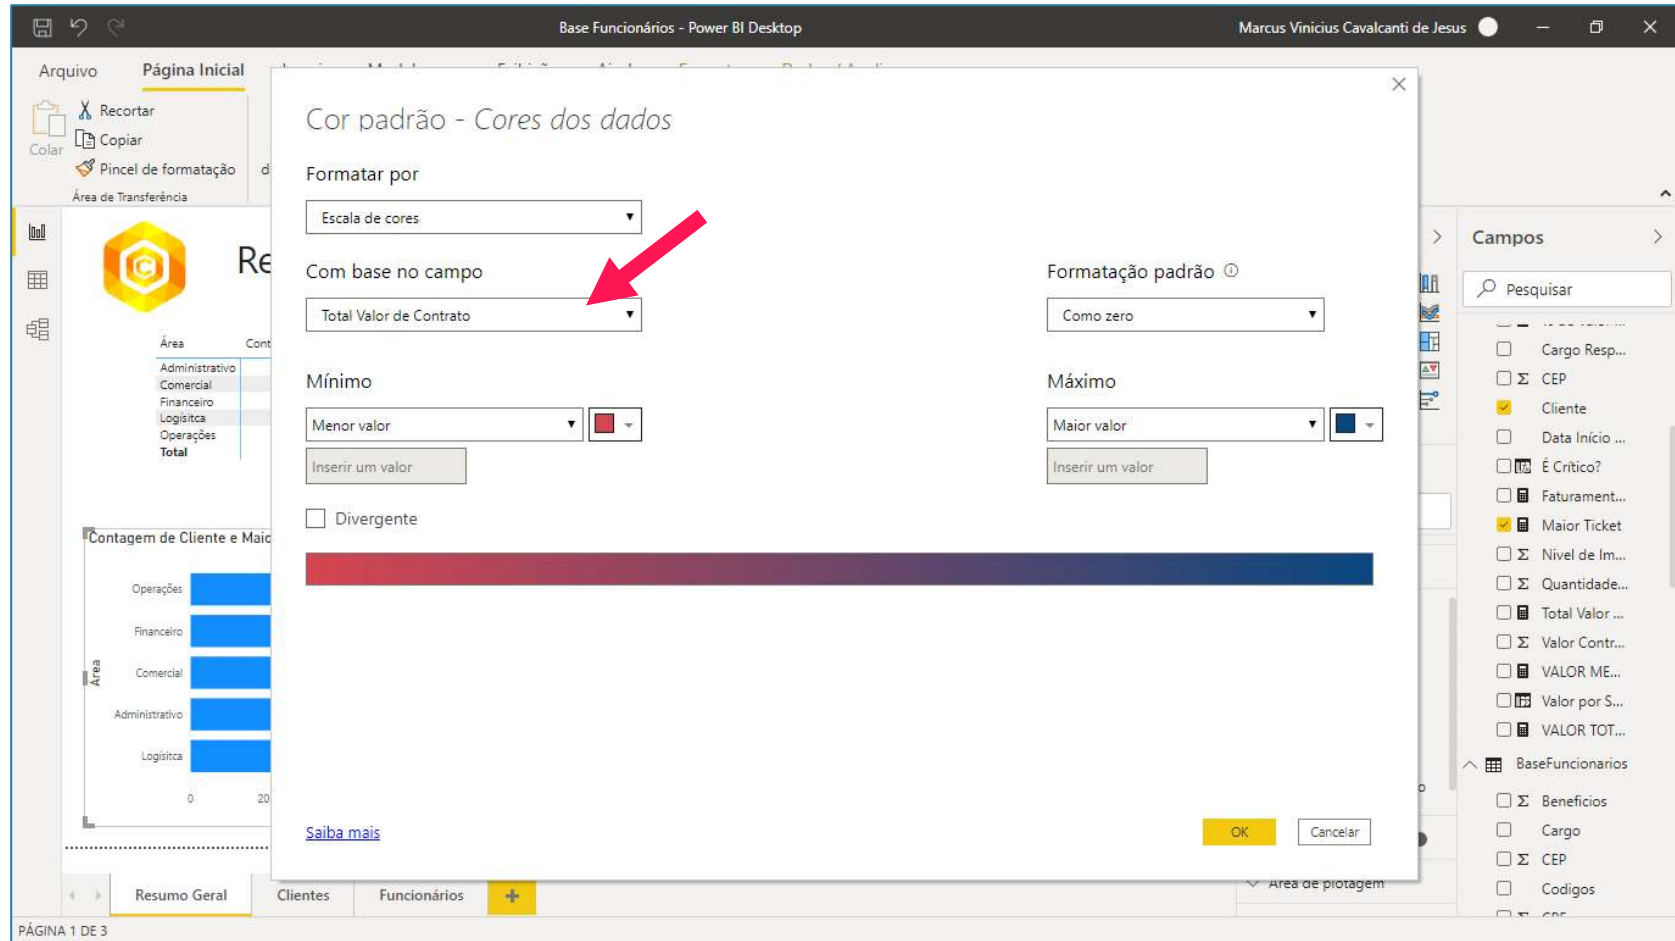 Base Funcionários - Power BI Desktop
Marcus Vinicius Cavalcanti de Jesus
Arquivo
Página Inicial
Recortar
Copiar
Colar
Pincel de formatação
Área de Transferência
Cor padrão - Cores dos dados
Formatar por
Escala de cores
Com base no campo
Formatação padrão
Total Valor de Contrato
Como zero
Mínimo
Máximo
Menor valor
Maior valor
Inserir um valor
Inserir um valor
Divergente
Saiba mais
OK
Cancelar
Re
Área
Cont
Administrativo
Comercial
Financeiro
Logísitca
Operações
Total
Contagem de Cliente e Maio
Operações
Financeiro
Comercial
Administrativo
Logísitca
Área
0
20
Campos
Pesquisar
Cargo Resp...
CEP
Cliente
Data Início ...
É Crítico?
Faturament...
Maior Ticket
Nivel de Im...
Quantidade...
Total Valor ...
Valor Contr...
VALOR ME...
Valor por S...
VALOR TOT...
BaseFuncionarios
Beneficios
Cargo
CEP
Codigos
Área de plotagem
Resumo Geral
Clientes
Funcionários
PÁGINA 1 DE 3